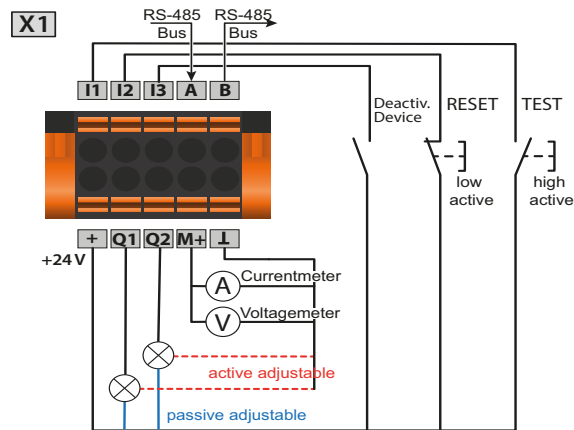 X1
RS-485 Bus
RS-485 Bus
I1 I2 I3 A B
Deactiv. Device
RESET
TEST
low active
high active
+ Q1 Q2 M+ ⊥
+24 V
A Currentmeter
V Voltagemeter
active adjustable
passive adjustable